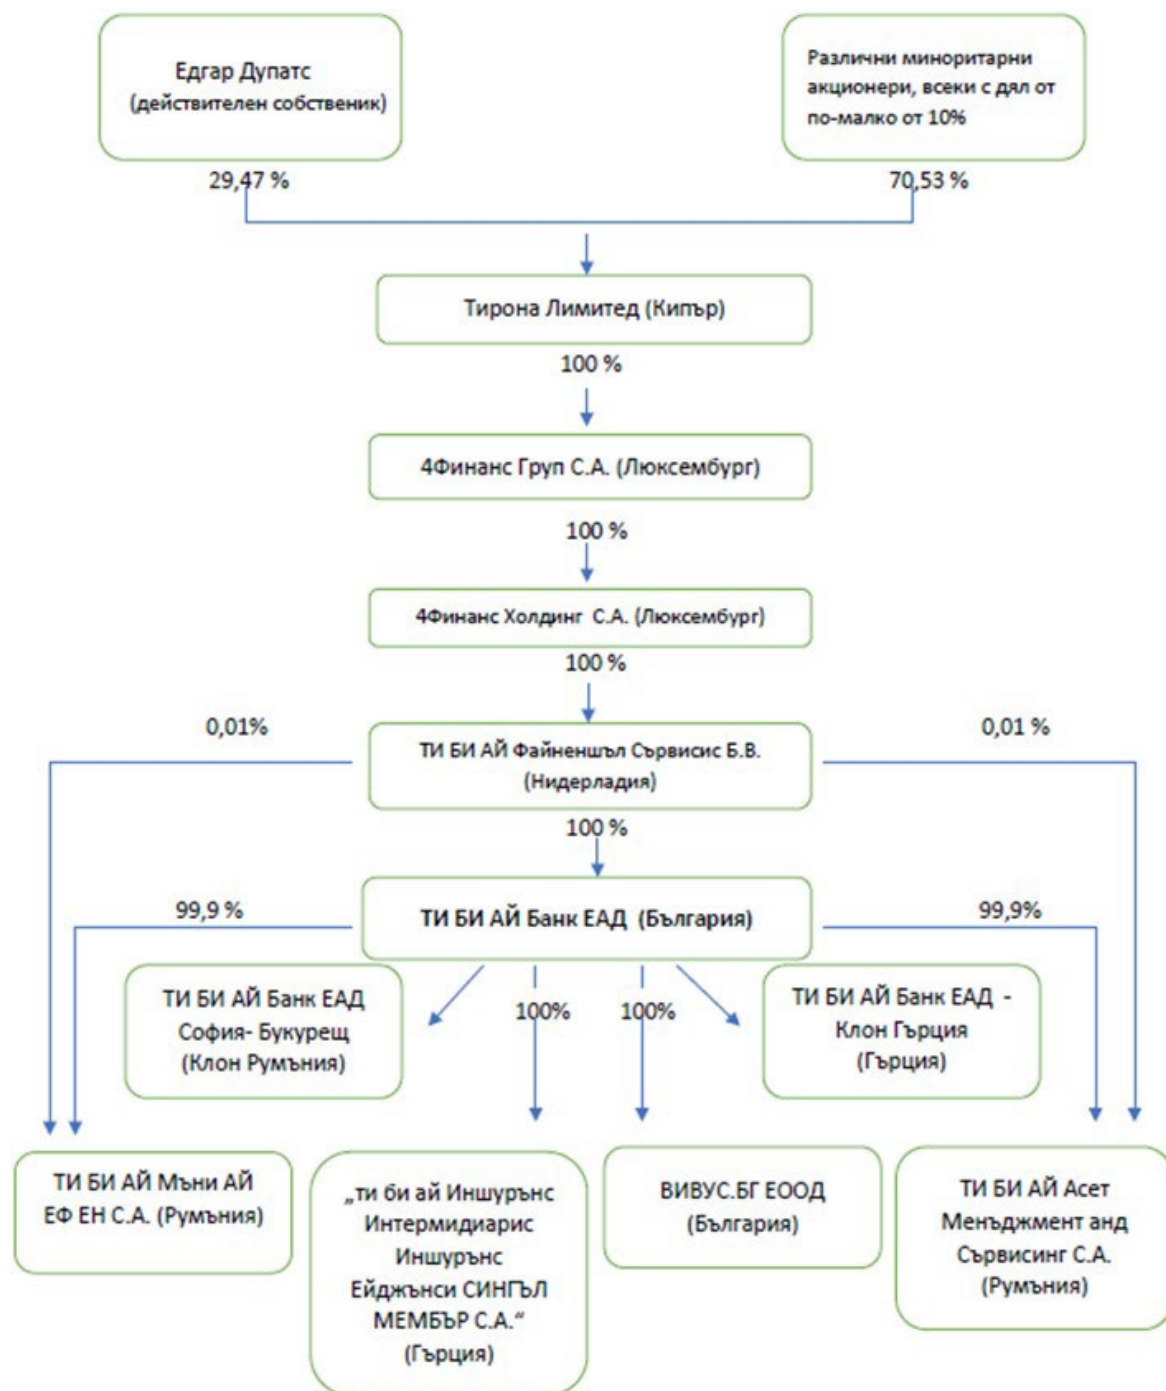 Едгар Дупатс
(действителен собственик)
Различни миноритарни
акционери, всеки с дял от
по-малко от 10%
29,47 %
70,53 %
Тирона Лимитед (Кипър)
100 %
4Финанс Груп С.А. (Люксембург)
100 %
4Финанс Холдинг С.А. (Люксембург)
100 %
0,01%
0,01 %
ТИ БИ АЙ Файненшъл Сървисис Б.В.
(Нидерладия)
100 %
99,9 %
ТИ БИ АЙ Банк ЕАД (България)
99,9%
ТИ БИ АЙ Банк ЕАД
София- Букурещ
(Клон Румъния)
100%
100%
ТИ БИ АЙ Банк ЕАД -
Клон Гърция
(Гърция)
ТИ БИ АЙ Мъни АЙ
ЕФ ЕН С.А. (Румъния)
„ти би ай Иншурънс
Интермидиарис
Иншурънс
Ейджънси СИНГЪЛ
МЕМБЪР С.А.“
(Гърция)
ВИВУС.БГ ЕООД
(България)
ТИ БИ АЙ Асет
Менъджмент анд
Сървисинг С.А.
(Румъния)